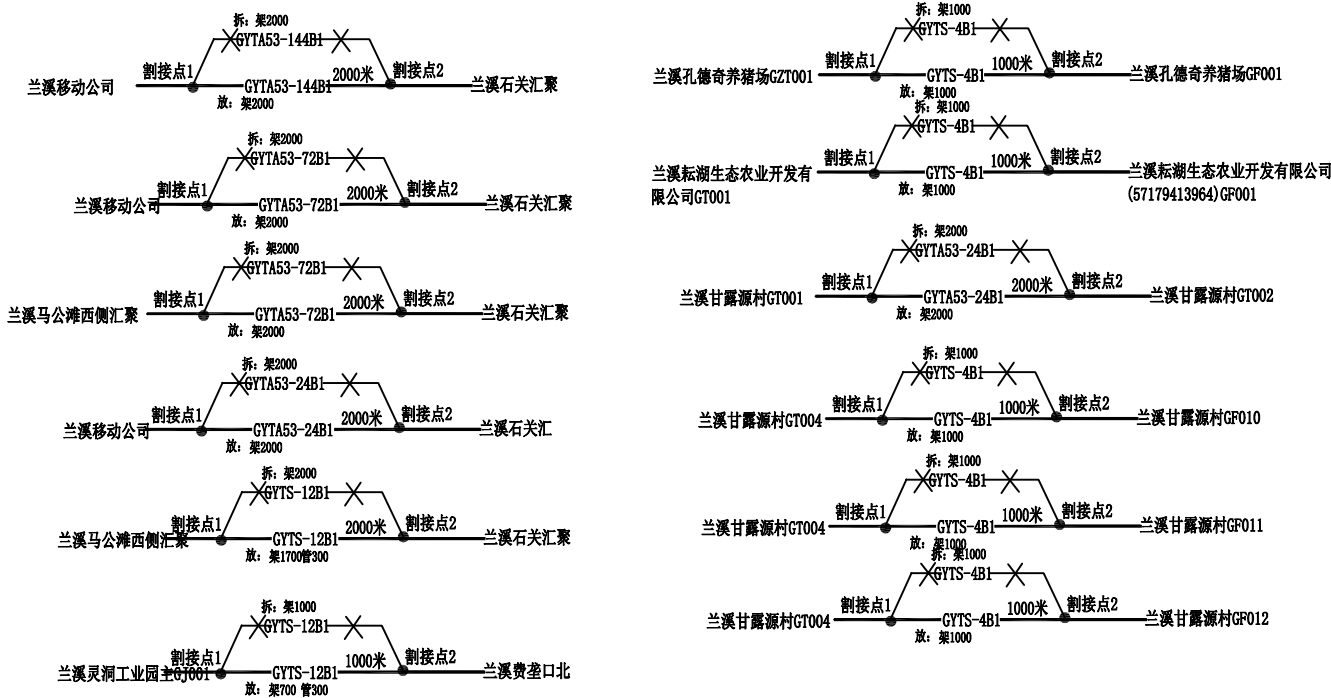 拆: 架2000
GYTA53-144B1
割接点1
2000米
割接点2
兰溪移动公司
GYTA53-144B1
兰溪石关汇聚
放: 架2000
拆: 架2000
GYTA53-72B1
割接点1
2000米
割接点2
兰溪移动公司
GYTA53-72B1
兰溪石关汇聚
放: 架2000
拆: 架2000
GYTA53-72B1
割接点1
2000米
割接点2
兰溪马公滩西侧汇聚
GYTA53-72B1
兰溪石关汇聚
放: 架2000
拆: 架2000
GYTA53-24B1
割接点1
2000米
割接点2
兰溪移动公司
GYTA53-24B1
兰溪石关汇
放: 架2000
拆: 架2000
GYTS-12B1
割接点1
2000米
割接点2
兰溪马公滩西侧汇聚
GYTS-12B1
兰溪石关汇聚
放: 架1700管300
拆: 架1000
GYTS-12B1
割接点1
1000米
割接点2
兰溪灵洞工业园主GJ001
GYTS-12B1
兰溪费垄口北
放: 架700 管300
拆: 架1000
GYTS-4B1
割接点1
1000米
割接点2
兰溪孔德奇养猪场GZT001
GYTS-4B1
兰溪孔德奇养猪场GF001
放: 架1000
拆: 架1000
GYTS-4B1
割接点1
1000米
割接点2
兰溪耘湖生态农业开发有
限公司GT001
GYTS-4B1
兰溪耘湖生态农业开发有限公司
(57179413964)GF001
放: 架1000
拆: 架2000
GYTA53-24B1
割接点1
2000米
割接点2
兰溪甘露源村GT001
GYTA53-24B1
兰溪甘露源村GT002
放: 架2000
拆: 架1000
GYTS-4B1
割接点1
1000米
割接点2
兰溪甘露源村GT004
GYTS-4B1
兰溪甘露源村GF010
放: 架1000
拆: 架1000
GYTS-4B1
割接点1
1000米
割接点2
兰溪甘露源村GT004
GYTS-4B1
兰溪甘露源村GF011
放: 架1000
拆: 架1000
GYTS-4B1
割接点1
1000米
割接点2
兰溪甘露源村GT004
GYTS-4B1
兰溪甘露源村GF012
放: 架1000